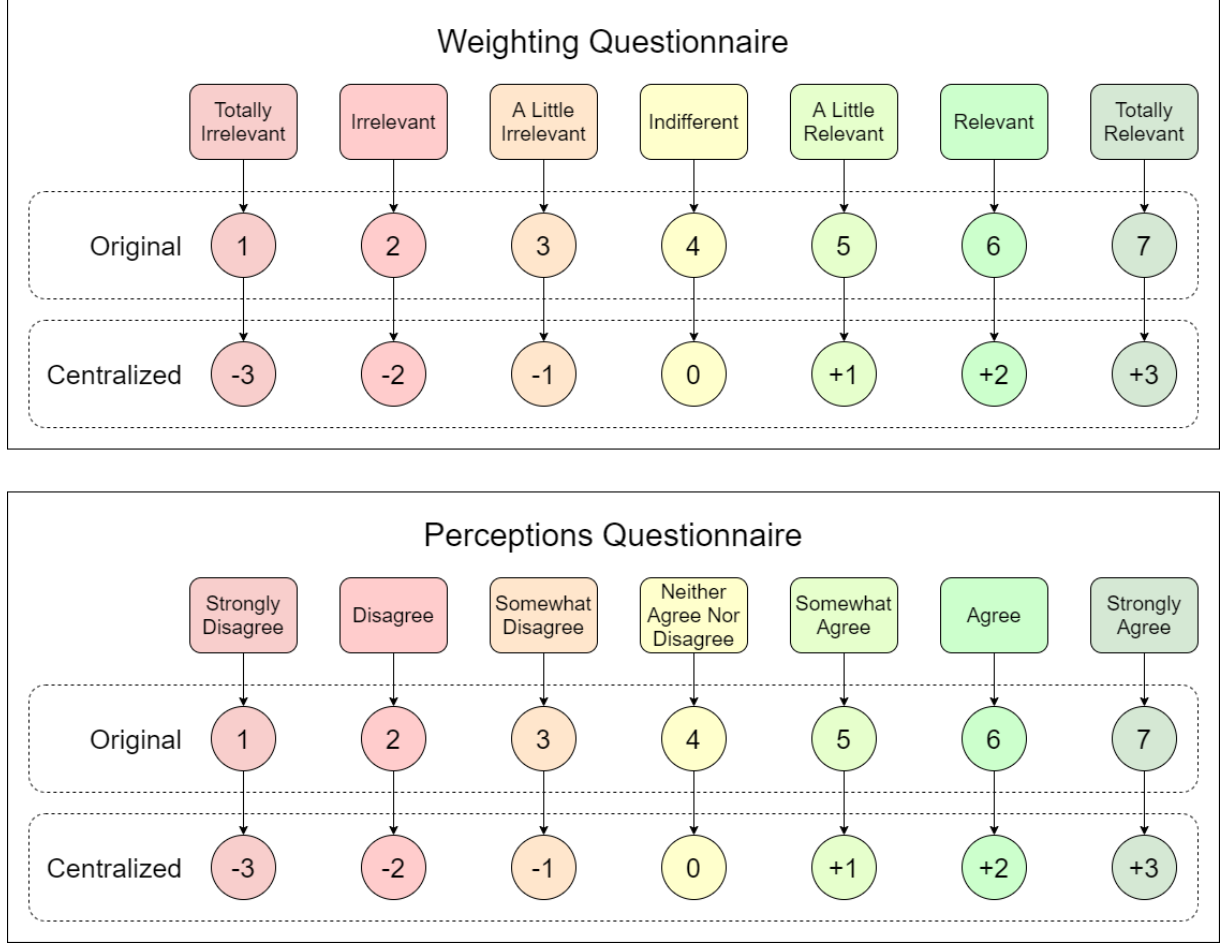 Weighting Questionnaire
Totally
Irrelevant
Irrelevant
A Little
Irrelevant
Indifferent
A Little
Relevant
Relevant
Totally
Relevant
Original 1 2 3 4 5 6 7
Centralized -3 -2 -1 0 +1 +2 +3
Perceptions Questionnaire
Strongly
Disagree
Disagree
Somewhat
Disagree
Neither
Agree Nor
Disagree
Somewhat
Agree
Agree
Strongly
Agree
Original 1 2 3 4 5 6 7
Centralized -3 -2 -1 0 +1 +2 +3